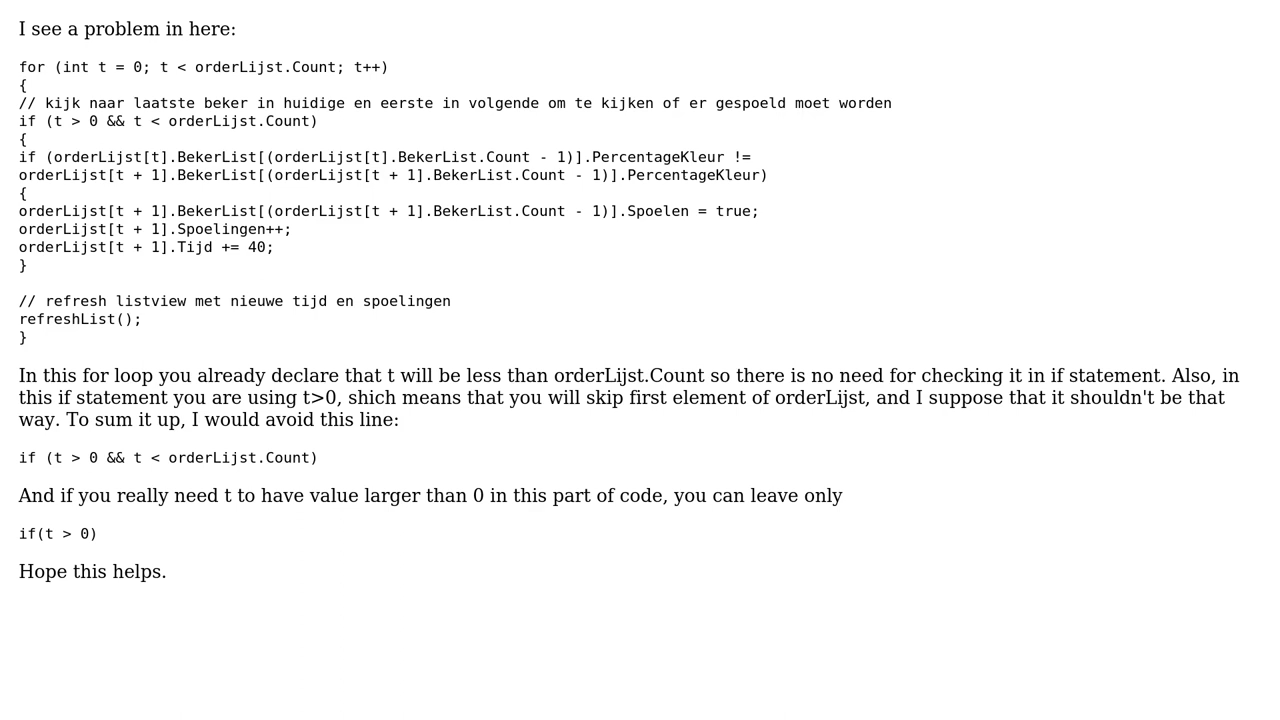 I see a problem in here:
for (int t = 0; t < orderLijst.Count; t++)
{
// kijk naar laatste beker in huidige en eerste in volgende om te kijken of er gespoeld moet worden
if (t > 0 && t < orderLijst.Count)
{
if (orderLijst[t].BekerList[(orderLijst[t].BekerList.Count - 1)].PercentageKleur !=
orderLijst[t + 1].BekerList[(orderLijst[t + 1].BekerList.Count - 1)].PercentageKleur)
{
orderLijst[t + 1].BekerList[(orderLijst[t + 1].BekerList.Count - 1)].Spoelen = true;
orderLijst[t + 1].Spoelingen++;
orderLijst[t + 1].Tijd += 40;
}
// refresh listview met nieuwe tijd en spoelingen
refreshList();
}
In this for loop you already declare that t will be less than orderLijst.Count so there is no need for checking it in if statement. Also, in
this if statement you are using t>0, shich means that you will skip first element of orderLijst, and I suppose that it shouldn't be that
way. To sum it up, I would avoid this line:
if (t > 0 && t < orderLijst.Count)
And if you really need t to have value larger than 0 in this part of code, you can leave only
if(t > 0)
Hope this helps.